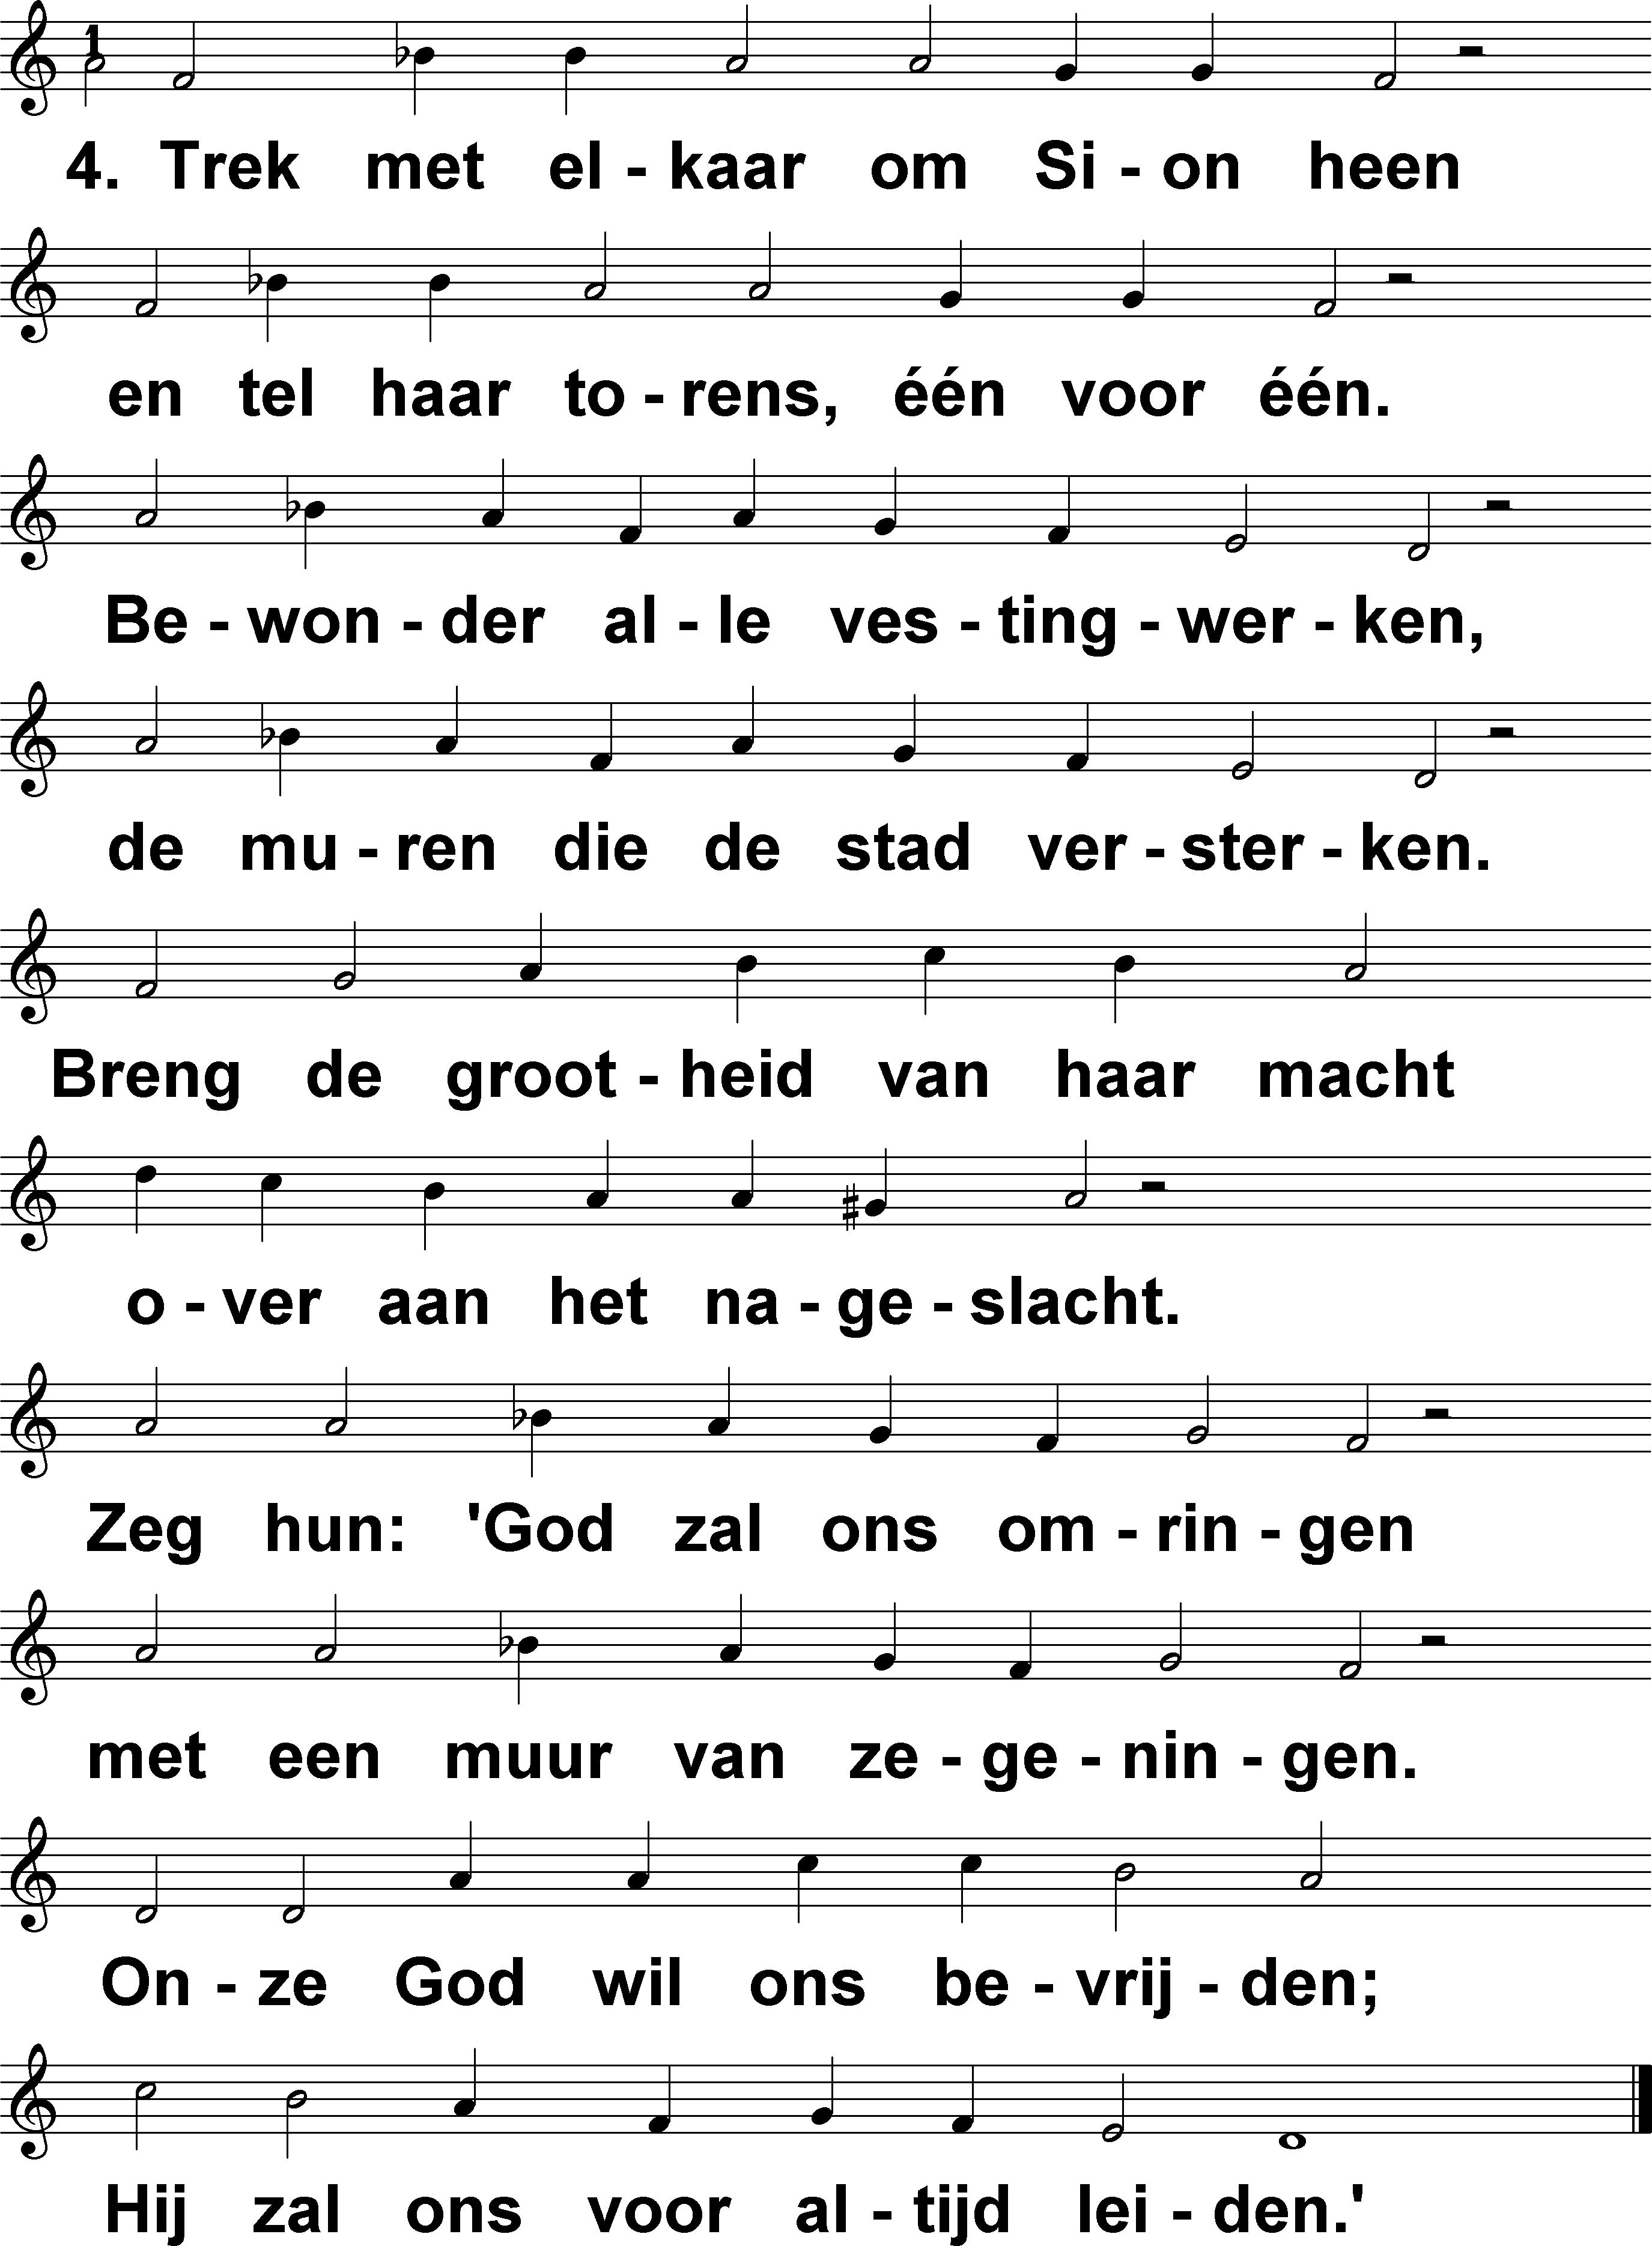 1
4. Trek met el - kaar om Si - on heen
en tel haar to - rens, één voor één.
Be - won - der al - le ves - ting - wer - ken,
de mu - ren die de stad ver - ster - ken.
Breng de groot - heid van haar macht
o - ver aan het na - ge - slacht.
Zeg hun: 'God zal ons om - rin - gen
met een muur van ze - ge - nin - gen.
On - ze God wil ons be - vrij - den;
Hij zal ons voor al - tijd lei - den.'